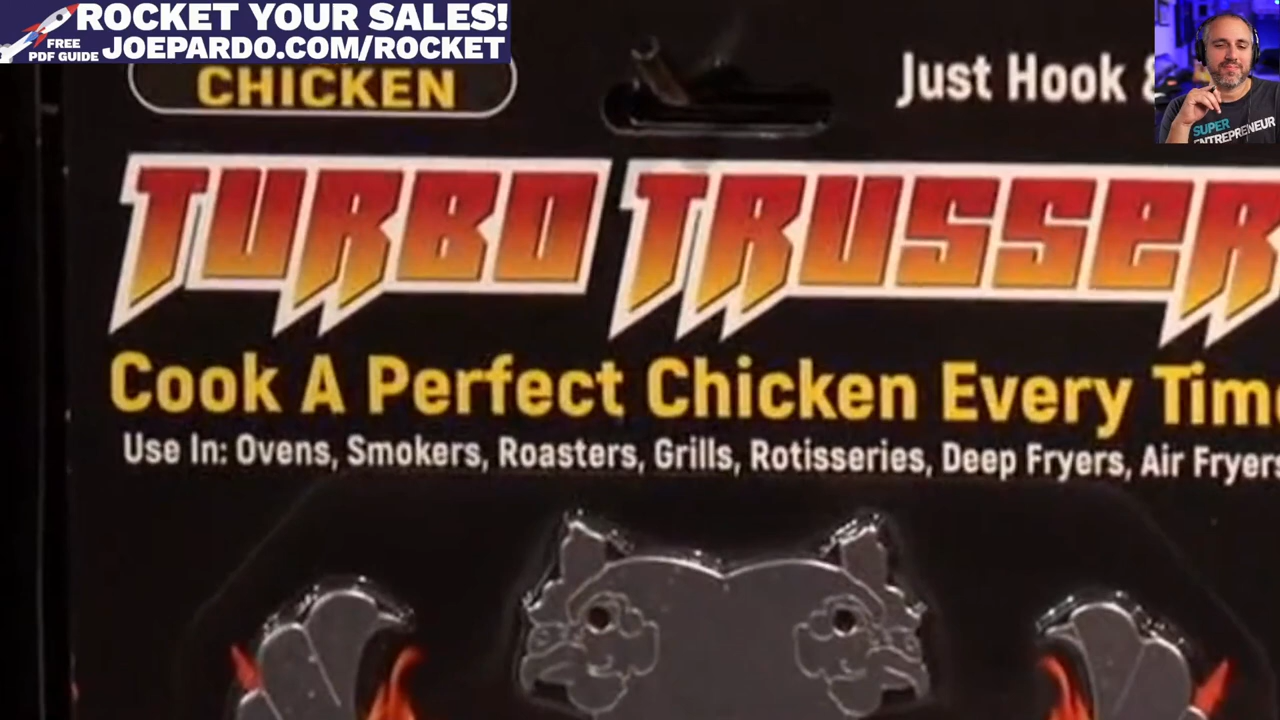 ROCKET YOUR SALES!
FREE
PDF GUIDE
JOEPARDO.COM/ROCKET
CHICKEN
Just Hook &
SUPER
ENTREPRENEUR
TURBO TRUSSER
Cook A Perfect Chicken Every Tim
Use In: Ovens, Smokers, Roasters, Grills, Rotisseries, Deep Fryers, Air Fryers